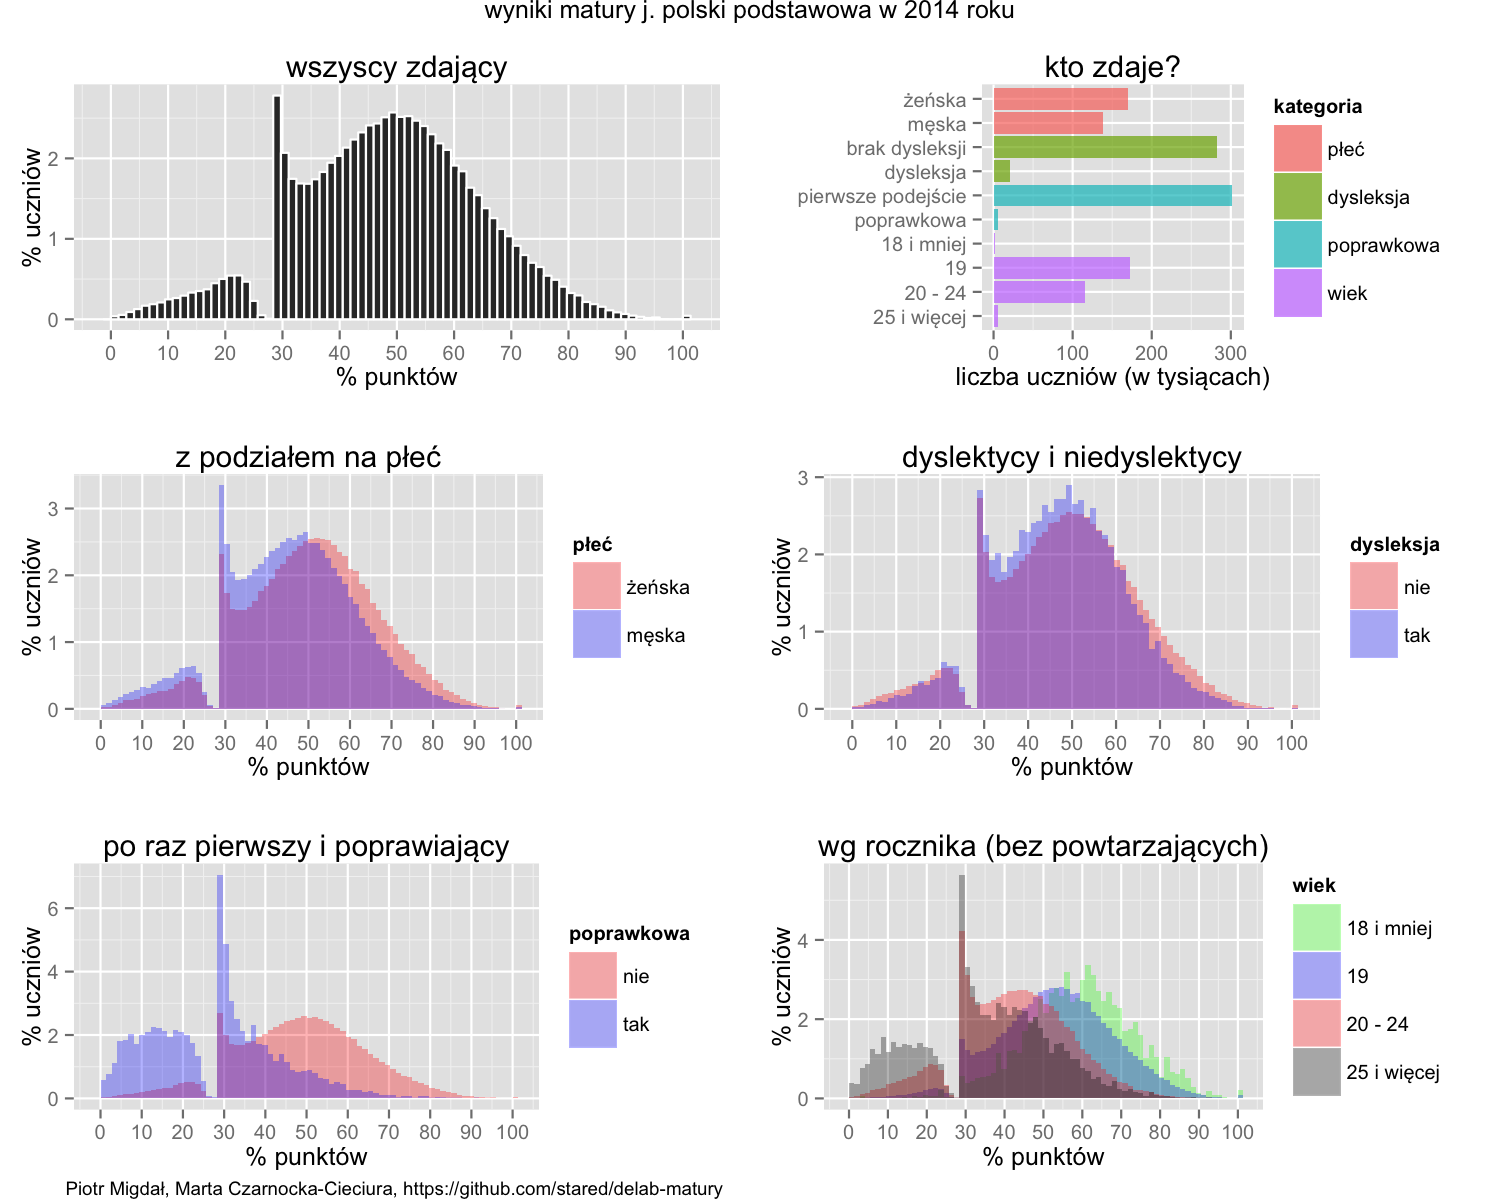 wyniki matury j. polski podstawowa w 2014 roku
wszyscy zdający
% uczniów
2
1
0
0 10 20 30 40 50 60 70 80 90 100
% punktów
kto zdaje?
żeńska
męska
brak dysleksji
dysleksja
pierwsze podejście
poprawkowa
18 i mniej
19
20 - 24
25 i więcej
0 100 200 300
liczba uczniów (w tysiącach)
kategoria
płeć
dysleksja
poprawkowa
wiek
z podziałem na płeć
% uczniów
3
2
1
0
0 10 20 30 40 50 60 70 80 90 100
% punktów
płeć
żeńska
męska
dyslektycy i niedyslektycy
% uczniów
3
2
1
0
0 10 20 30 40 50 60 70 80 90 100
% punktów
dysleksja
nie
tak
po raz pierwszy i poprawiający
% uczniów
6
4
2
0
0 10 20 30 40 50 60 70 80 90 100
% punktów
poprawkowa
nie
tak
wg rocznika (bez powtarzających)
% uczniów
4
2
0
0 10 20 30 40 50 60 70 80 90 100
% punktów
wiek
18 i mniej
19
20 - 24
25 i więcej
Piotr Migdał, Marta Czarnocka-Cieciura, https://github.com/stared/delab-matury